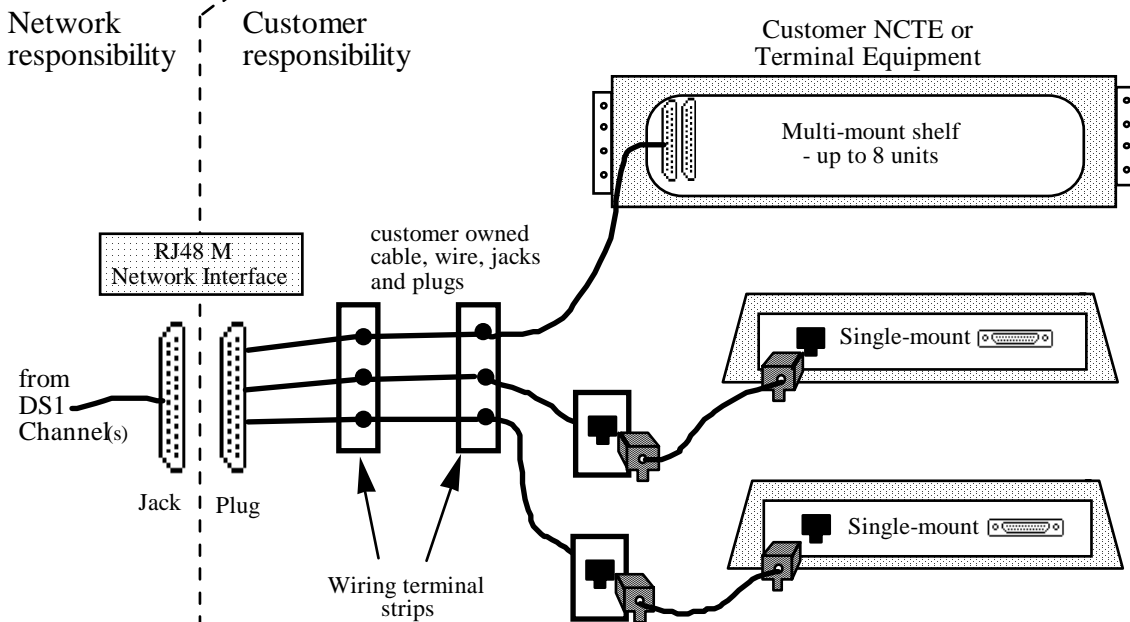 Network
responsibility
Customer
responsibility
Customer NCTE or
Terminal Equipment
Multi-mount shelf
- up to 8 units
RJ48 M
Network Interface
customer owned
cable, wire, jacks
and plugs
Single-mount
from
DS1
Channel(s)
Jack
Plug
Single-mount
Wiring terminal
strips